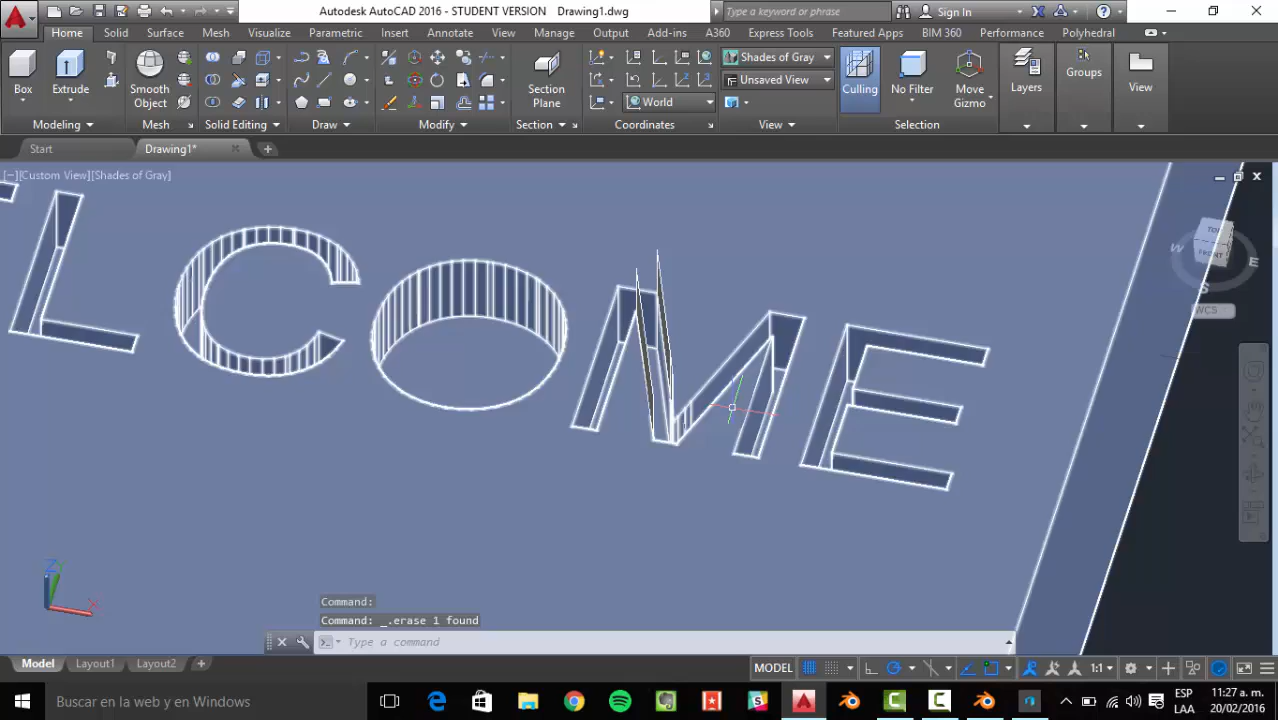 Autodesk AutoCAD 2016 - STUDENT VERSION Drawing1.dwg
Type a keyword or phrase
Sign In
Home Solid Surface Mesh Visualize Parametric Insert Annotate View Manage Output Add-ins A360 Express Tools Featured Apps BIM 360 Performance Polyhedral
Box
Extrude
Smooth
Object
Section
Plane
World
Shades of Gray
Unsaved View
Culling
No Filter
Move
Gizmo
Layers
Groups
View
Modeling Mesh Solid Editing Draw Modify Section Coordinates View Selection
Start Drawing1*
[−][Custom View][Shades of Gray]
TOP
FRONT
W
E
S
WCS
LCOME
Z
Y
X
Command:
Command: _.erase 1 found
Type a command
Model Layout1 Layout2
MODEL
1:1
Buscar en la web y en Windows
ESP
LAA
11:27 a. m.
20/02/2016